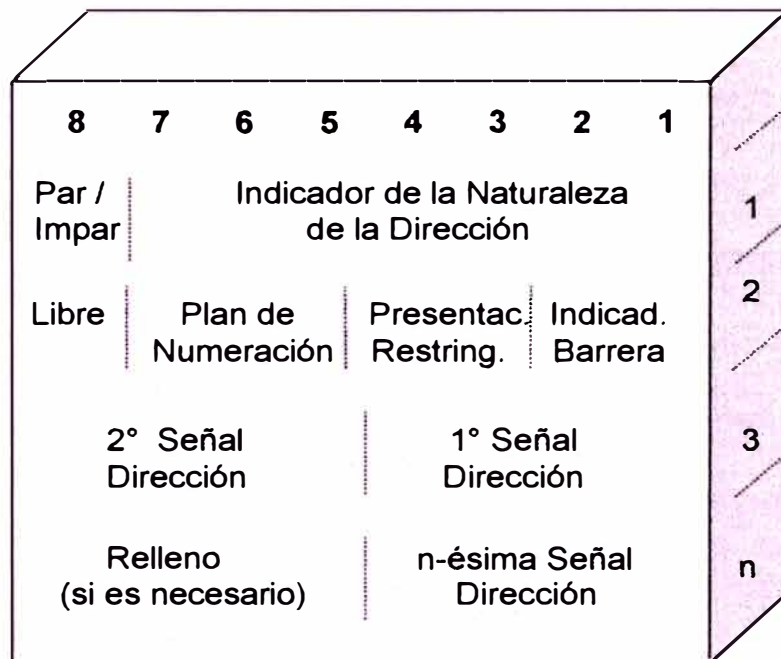 8 7 6 5 4 3 2 1
Par / Indicador de la Naturaleza
Impar de la Dirección
1
Libre Plan de Presentac. Indicad.
Numeración Restring. Barrera
2
2° Señal 1° Señal
Dirección Dirección
3
Relleno n-ésima Señal
(si es necesario) Dirección
n